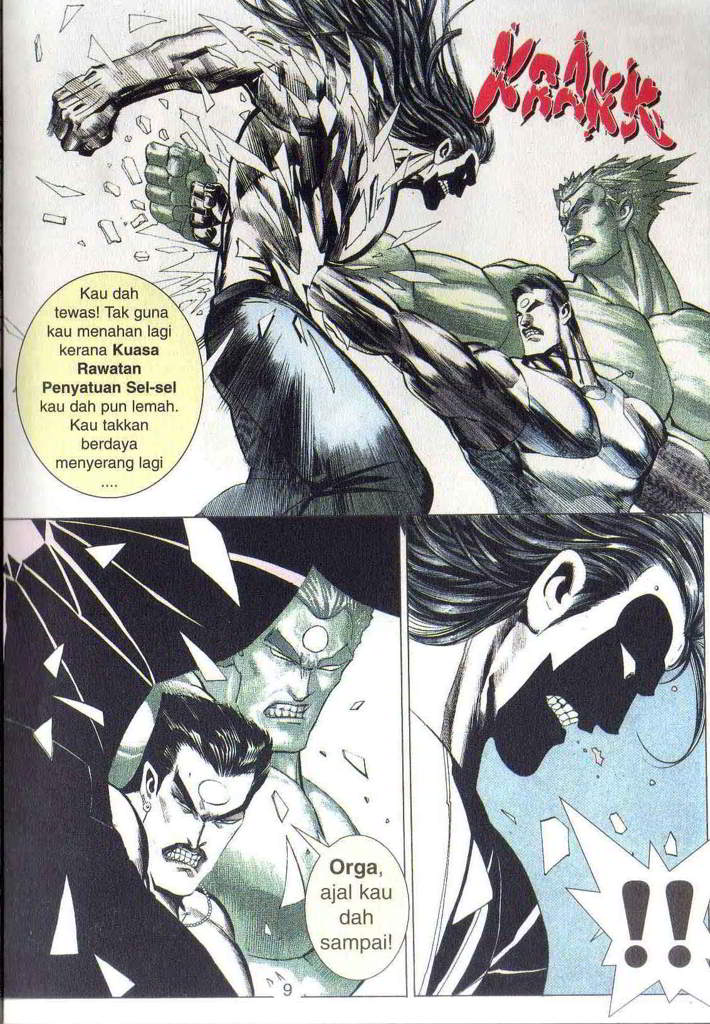 KRAKK
Kau dah
tewas! Tak guna
kau menahan lagi
kerana Kuasa
Rawatan
Penyatuan Sel-sel
kau dah pun lemah.
Kau takkan
berdaya
menyerang lagi
....
Orga,
ajal kau
dah
sampai!
!!
9